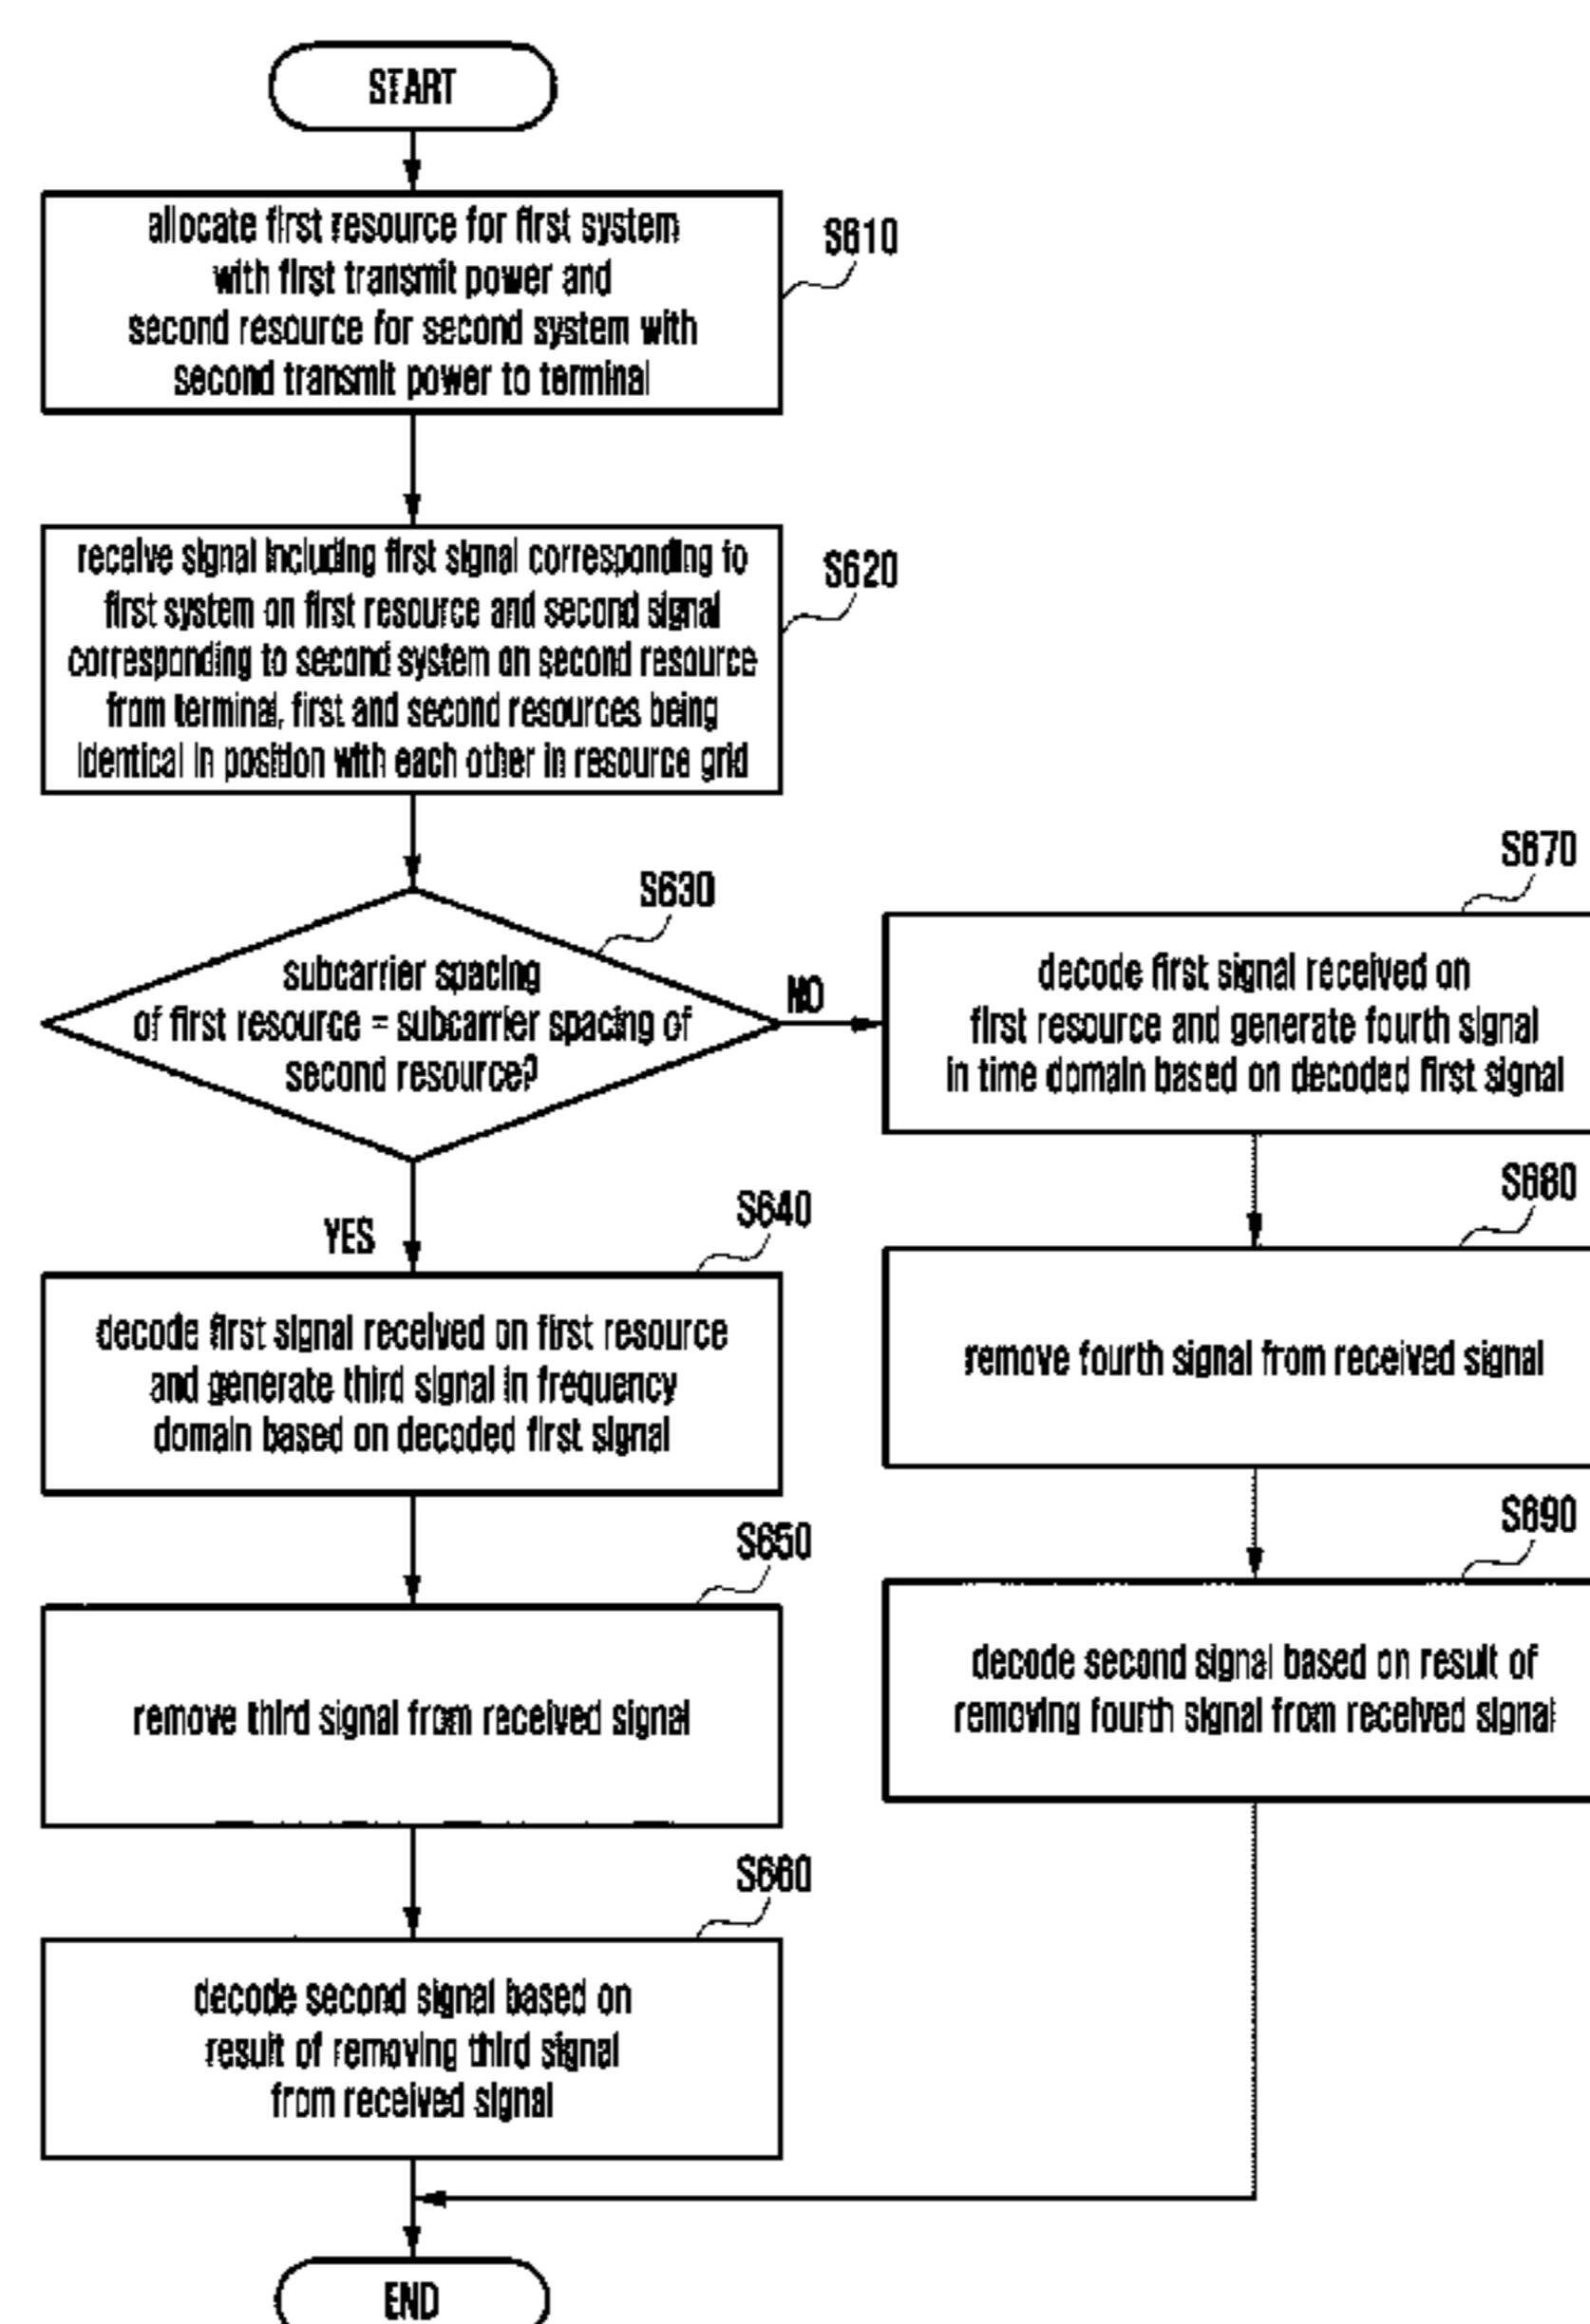 START
allocate first resource for first system
with first transmit power and
second resource for second system with
second transmit power to terminal
S610
receive signal including first signal corresponding to
first system on first resource and second signal
corresponding to second system on second resource
from terminal, first and second resources being
identical in position with each other in resource grid
S620
S630
subcarrier spacing
of first resource = subcarrier spacing of
second resource?
NO
YES
S640
decode first signal received on first resource
and generate third signal in frequency
domain based on decoded first signal
S650
remove third signal from received signal
S660
decode second signal based on
result of removing third signal
from received signal
S670
decode first signal received on
first resource and generate fourth signal
in time domain based on decoded first signal
S680
remove fourth signal from received signal
S690
decode second signal based on result of
removing fourth signal from received signal
END